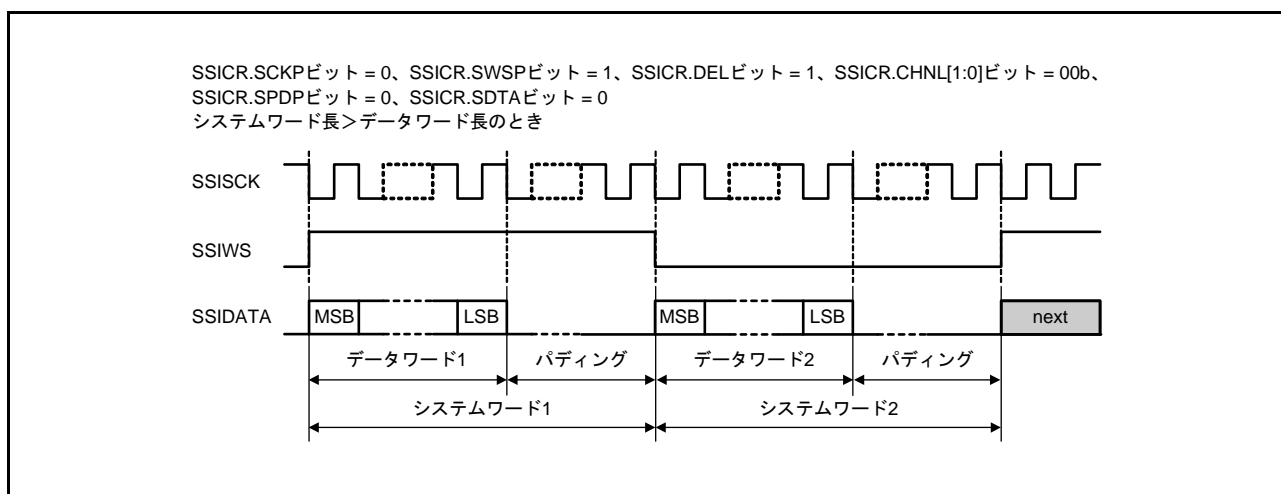 SSICR.SCKPビット = 0、SSICR.SWSPビット = 1、SSICR.DELビット = 1、SSICR.CHNL[1:0]ビット = 00b、
SSICR.SPDPビット = 0、SSICR.SDTAビット = 0
システムワード長＞データワード長のとき
SSISCK
SSIWS
SSIDATA MSB LSB MSB LSB next
データワード1 パディング データワード2 パディング
システムワード1 システムワード2